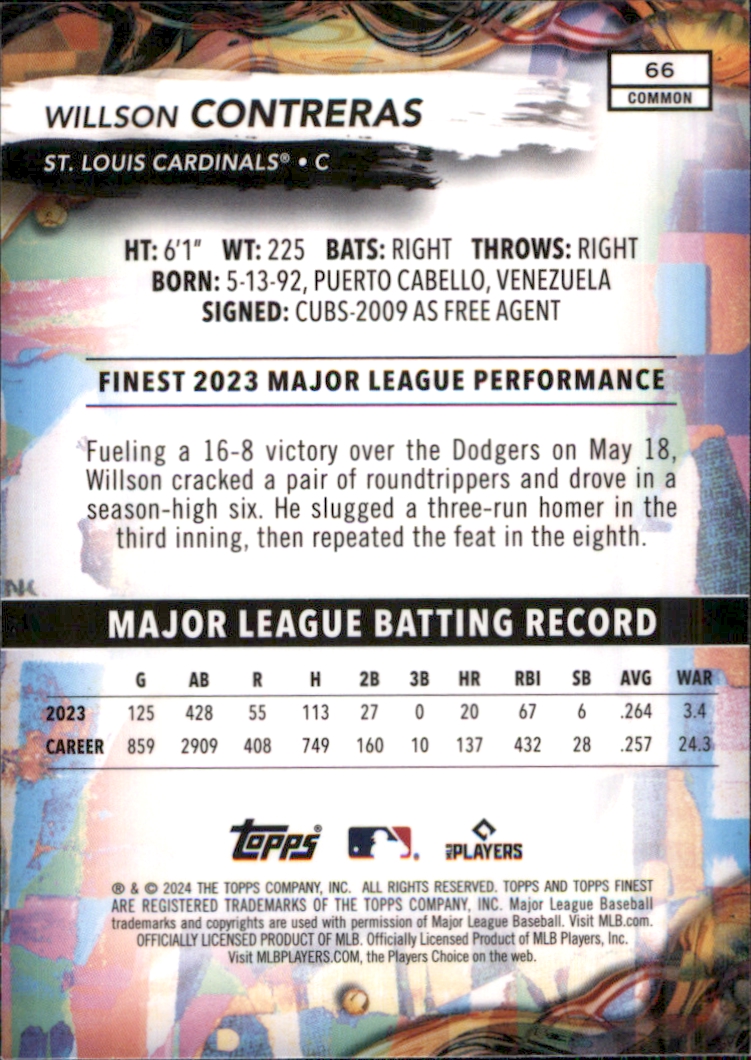 66
COMMON
WILLSON CONTRERAS
ST. LOUIS CARDINALS® • C
HT: 6'1" WT: 225 BATS: RIGHT THROWS: RIGHT
BORN: 5-13-92, PUERTO CABELLO, VENEZUELA
SIGNED: CUBS-2009 AS FREE AGENT
FINEST 2023 MAJOR LEAGUE PERFORMANCE
Fueling a 16-8 victory over the Dodgers on May 18,
Willson cracked a pair of roundtrippers and drove in a
season-high six. He slugged a three-run homer in the
third inning, then repeated the feat in the eighth.
MAJOR LEAGUE BATTING RECORD
G AB R H 2B 3B HR RBI SB AVG WAR
2023 125 428 55 113 27 0 20 67 6 .264 3.4
CAREER 859 2909 408 749 160 10 137 432 28 .257 24.3
TOPPS® PLAYERS
® & © 2024 THE TOPPS COMPANY, INC. ALL RIGHTS RESERVED. TOPPS AND TOPPS FINEST
ARE REGISTERED TRADEMARKS OF THE TOPPS COMPANY, INC. Major League Baseball
trademarks and copyrights are used with permission of Major League Baseball. Visit MLB.com.
OFFICIALLY LICENSED PRODUCT OF MLB. Officially Licensed Product of MLB Players, Inc.
Visit MLBPLAYERS.COM, the Players Choice on the web.